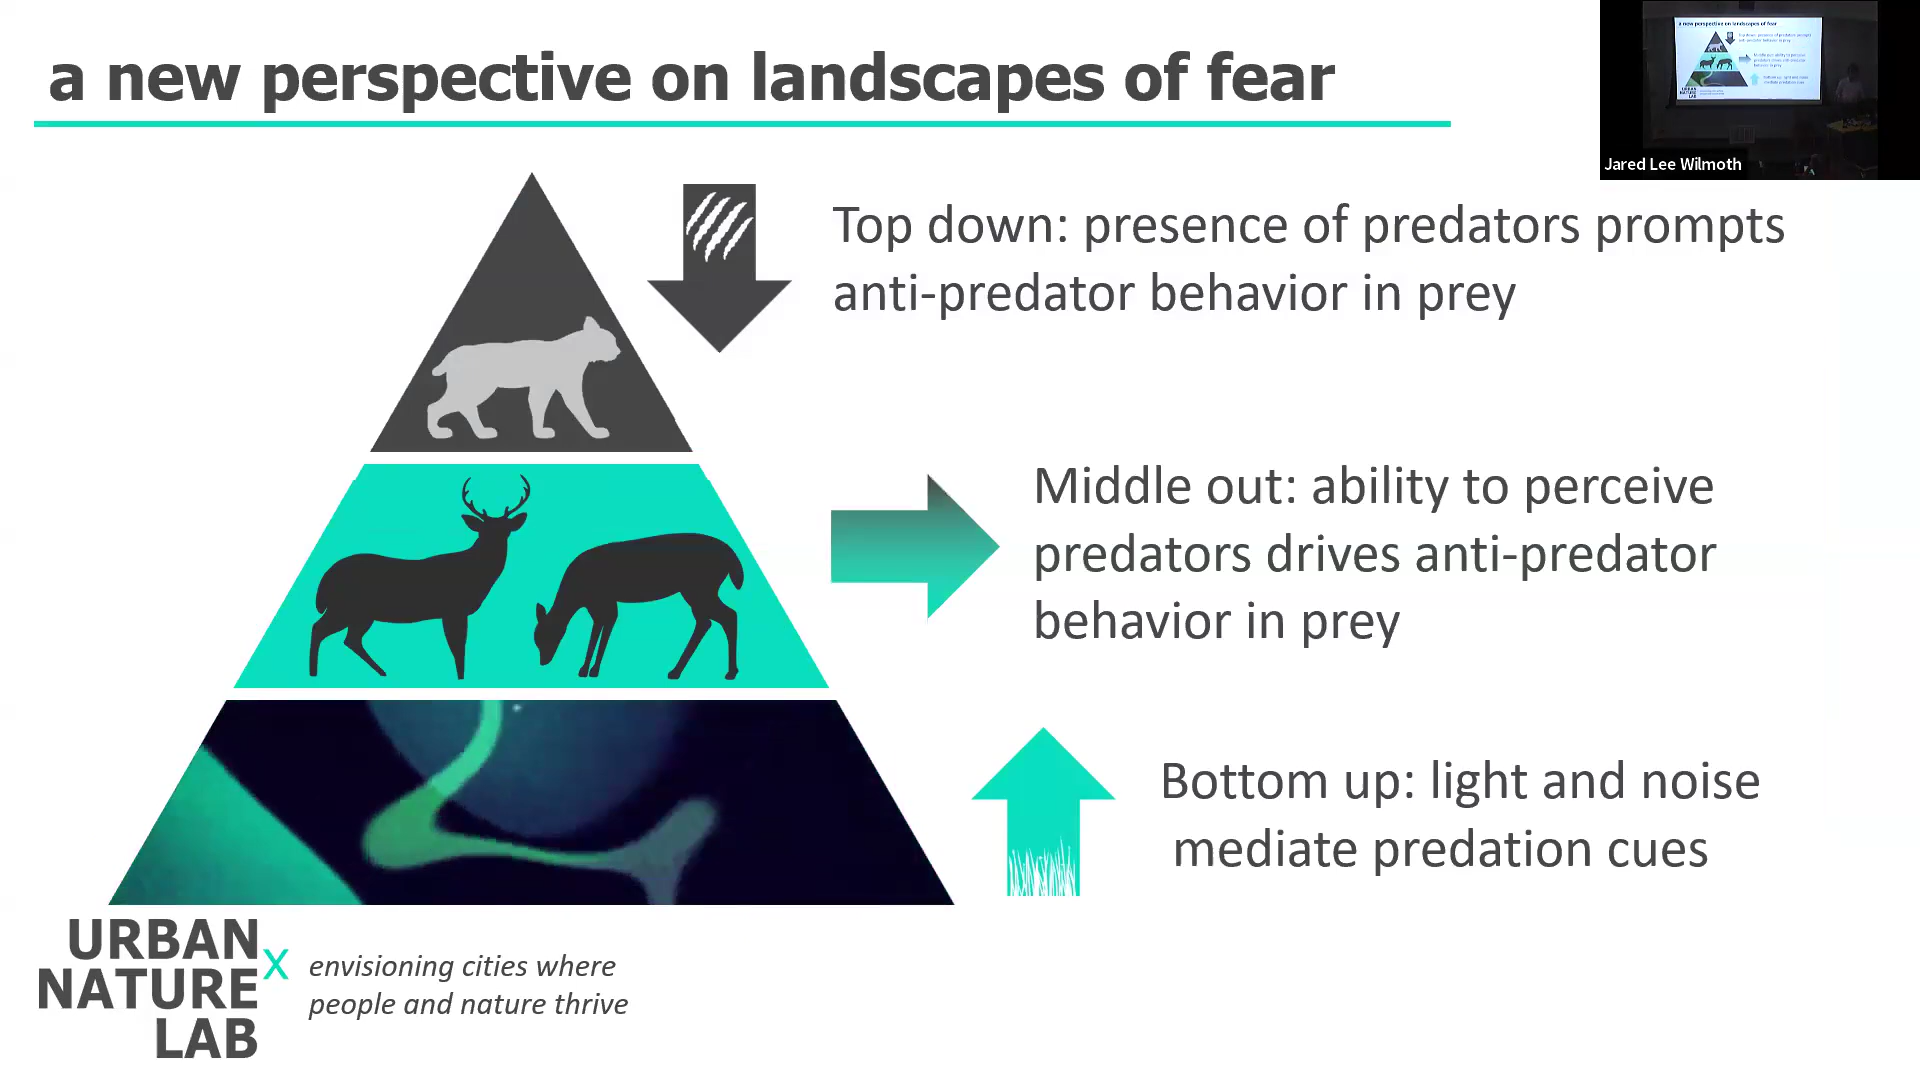 a new perspective on landscapes of fear
Jared Lee Wilmoth
Top down: presence of predators prompts
anti-predator behavior in prey
Middle out: ability to perceive
predators drives anti-predator
behavior in prey
Bottom up: light and noise
mediate predation cues
URBAN
NATURE
LAB
x
envisioning cities where
people and nature thrive